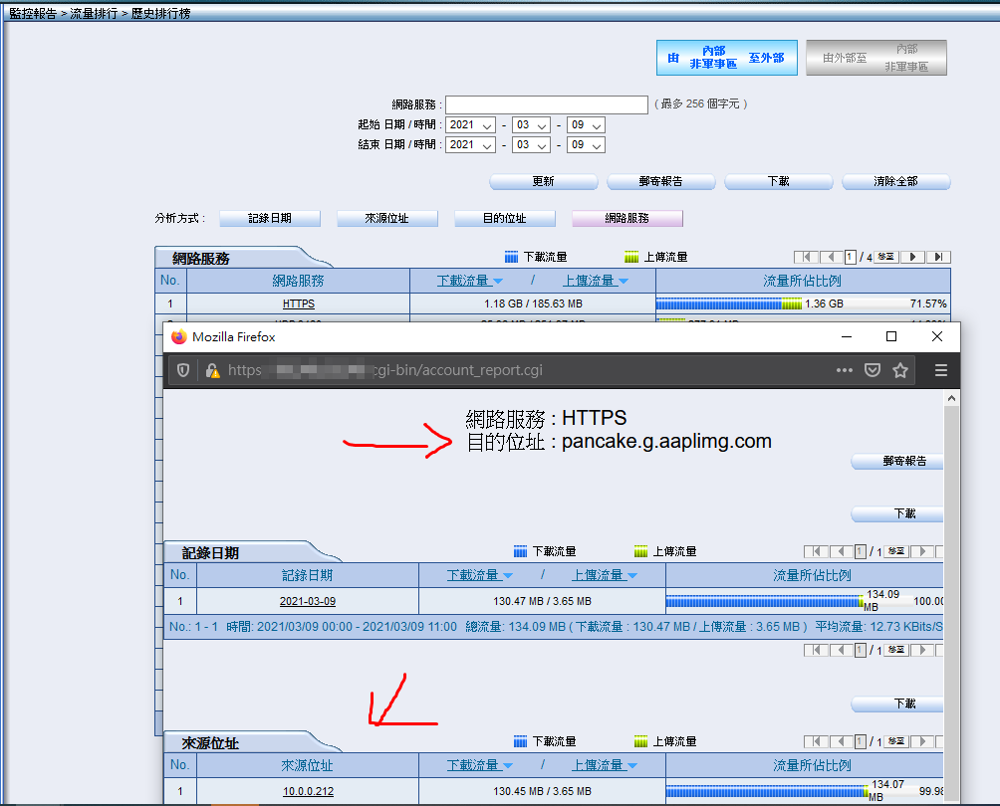 監控報告 > 流量排行 > 歷史排行榜
由 內部 非軍事區 至外部
由外部至 內部 非軍事區
網路服務 : ( 最多 256 個字元 )
起始 日期 / 時間 : 2021 - 03 - 09
結束 日期 / 時間 : 2021 - 03 - 09
更新 郵寄報告 下載 清除全部
分析方式 : 記錄日期 來源位址 目的位址 網路服務
網路服務 下載流量 上傳流量 1 / 4 移至
No. 網路服務 下載流量 / 上傳流量 流量所佔比例
1 HTTPS 1.18 GB / 185.63 MB 1.36 GB 71.57%
Mozilla Firefox
https cgi-bin/account_report.cgi
網路服務 : HTTPS
目的位址 : pancake.g.aaplimg.com
郵寄報告
下載
記錄日期 下載流量 上傳流量 1 / 1 移至
No. 記錄日期 下載流量 / 上傳流量 流量所佔比例
1 2021-03-09 130.47 MB / 3.65 MB 134.09 MB 100.00
No.: 1 - 1 時間: 2021/03/09 00:00 - 2021/03/09 11:00 總流量: 134.09 MB ( 下載流量 : 130.47 MB / 上傳流量 : 3.65 MB ) 平均流量: 12.73 KBits/S
1 / 1 移至
下載
來源位址 下載流量 上傳流量 1 / 1 移至
No. 來源位址 下載流量 / 上傳流量 流量所佔比例
1 10.0.0.212 130.45 MB / 3.65 MB 134.07 MB 99.98